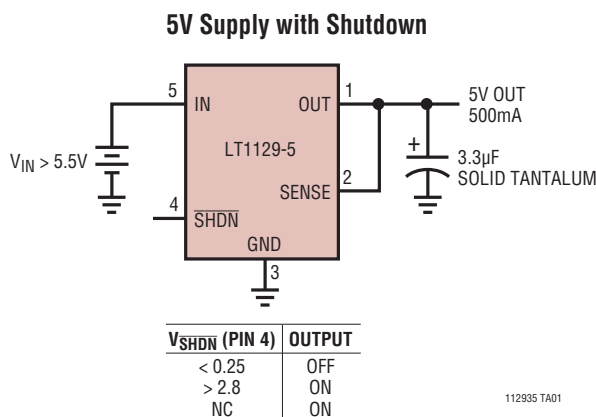 5V Supply with Shutdown
5
IN
OUT
1
5V OUT
500mA
LT1129-5
VIN > 5.5V
+
3.3µF
SOLID TANTALUM
2
SENSE
4
SHDN
GND
3
VSHDN (PIN 4) OUTPUT
< 0.25 OFF
> 2.8 ON
NC ON
112935 TA01